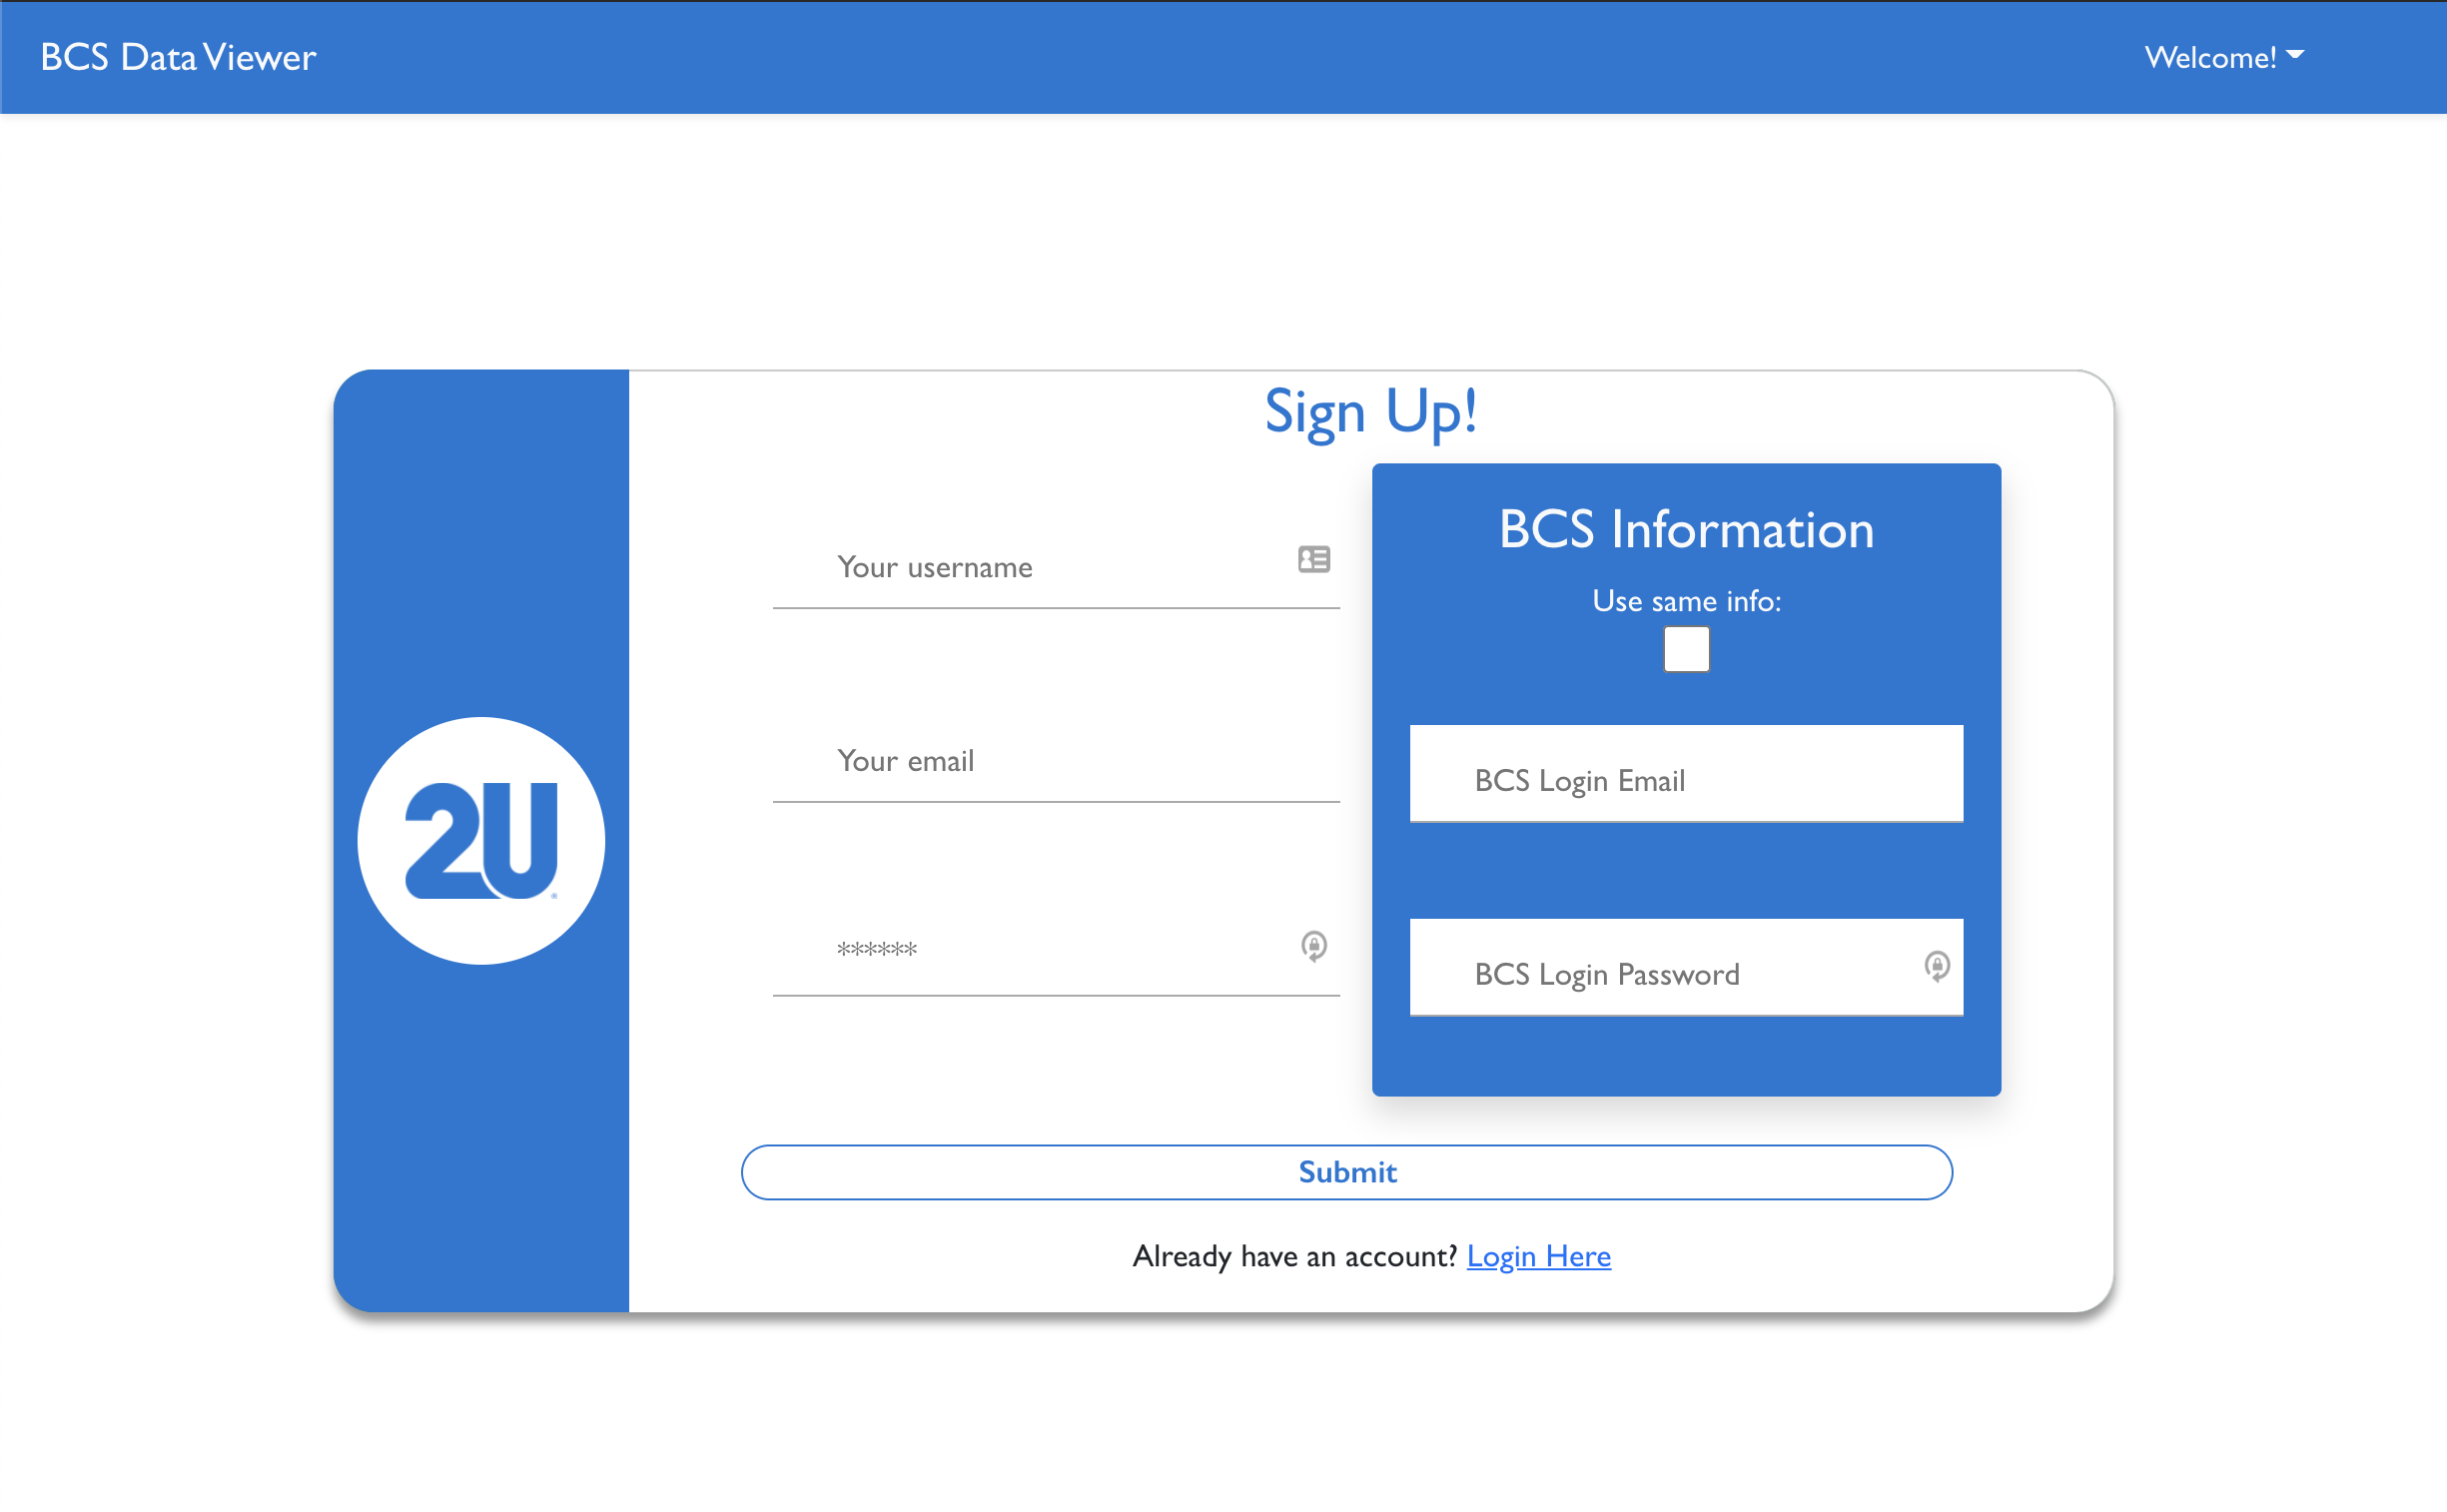 BCS Data Viewer
Welcome!
Sign Up!
Your username
Your email
******
BCS Information
Use same info:
BCS Login Email
BCS Login Password
2U
Submit
Already have an account? Login Here